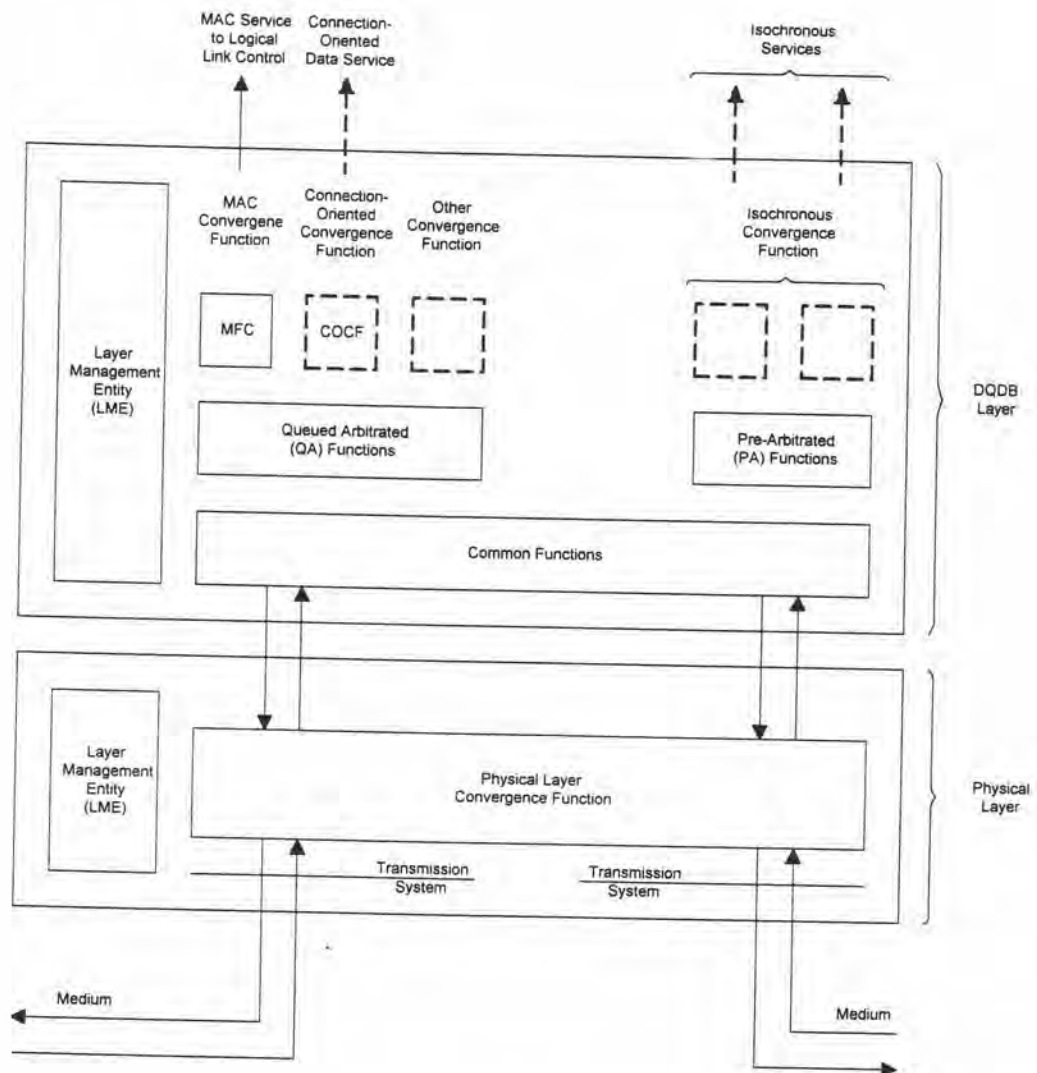 MAC Service
to Logical
Link Control
Connection-
Oriented
Data Service
Isochronous
Services
MAC
Convergene
Function
Connection-
Oriented
Convergence
Function
Other
Convergence
Function
Isochronous
Convergence
Function
MFC
COCF
Layer
Management
Entity
(LME)
DQDB
Layer
Queued Arbitrated
(QA) Functions
Pre-Arbitrated
(PA) Functions
Common Functions
Layer
Management
Entity
(LME)
Physical Layer
Convergence Function
Physical
Layer
Transmission
System
Transmission
System
Medium
Medium